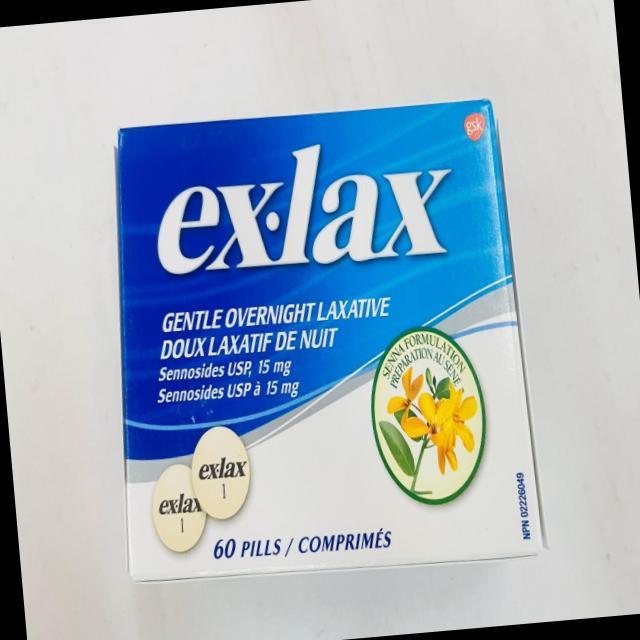 gsk
ex·lax
GENTLE OVERNIGHT LAXATIVE
DOUX LAXATIF DE NUIT
Sennosides USP, 15 mg
Sennosides USP à 15 mg
SENNA FORMULATION
PRÉPARATION AU SÉNÉ
ex·lax
1
ex·lax
1
60 PILLS / COMPRIMÉS
NPN 02226049